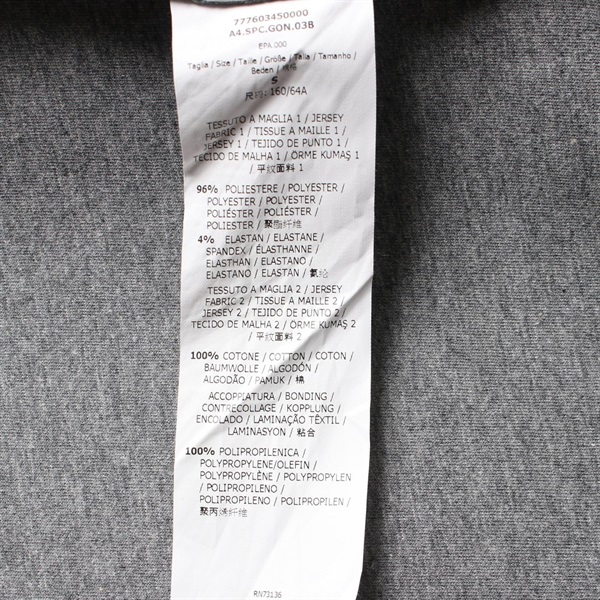 777603450000
A4.SPC.GON.03B
EPA.000
Taglia / Size / Taille / Größe / Talla / Tamanho /
Beden /
S
尺码: 160/64A
TESSUTO A MAGLIA 1 / JERSEY
FABRIC 1 / TISSUE A MAILLE 1 /
JERSEY 1 / TEJIDO DE PUNTO 1 /
TECIDO DE MALHA 1 / ÖRME KUMAŞ 1
/ 平纹面料 1
96% POLIESTERE / POLYESTER /
POLYESTER / POLYESTER /
POLIÉSTER / POLIÉSTER /
POLIESTER / 聚酯纤维
4% ELASTAN / ELASTANE /
SPANDEX / ÉLASTHANNE /
ELASTHAN / ELASTANO /
ELASTANO / ELASTAN / 氨纶
TESSUTO A MAGLIA 2 / JERSEY
FABRIC 2 / TISSUE A MAILLE 2 /
JERSEY 2 / TEJIDO DE PUNTO 2 /
TECIDO DE MALHA 2 / ÖRME KUMAŞ 2
/ 平纹面料 2
100% COTONE / COTTON / COTON /
BAUMWOLLE / ALGODÓN /
ALGODÃO / PAMUK / 棉
ACCOPPIATURA / BONDING /
CONTRECOLLAGE / KOPPLUNG /
ENCOLADO / LAMINAÇÃO TÊXTIL /
LAMINASYON / 粘合
100% POLIPROPILENICA /
POLYPROPYLENE/OLEFIN /
POLYPROPYLÈNE / POLYPROPYLEN
/ POLIPROPILENO /
POLIPROPILENO / POLIPROPILEN /
聚丙烯纤维
RN73136